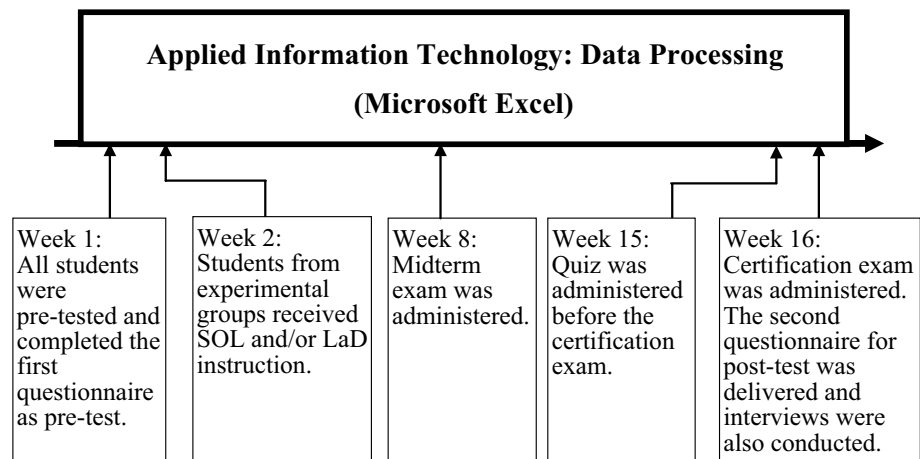 Applied Information Technology: Data Processing
(Microsoft Excel)
Week 1:
All students
were
pre-tested and
completed the
first
questionnaire
as pre-test.
Week 2:
Students from
experimental
groups received
SOL and/or LaD
instruction.
Week 8:
Midterm
exam was
administered.
Week 15:
Quiz was
administered
before the
certification
exam.
Week 16:
Certification exam
was administered.
The second
questionnaire for
post-test was
delivered and
interviews were
also conducted.